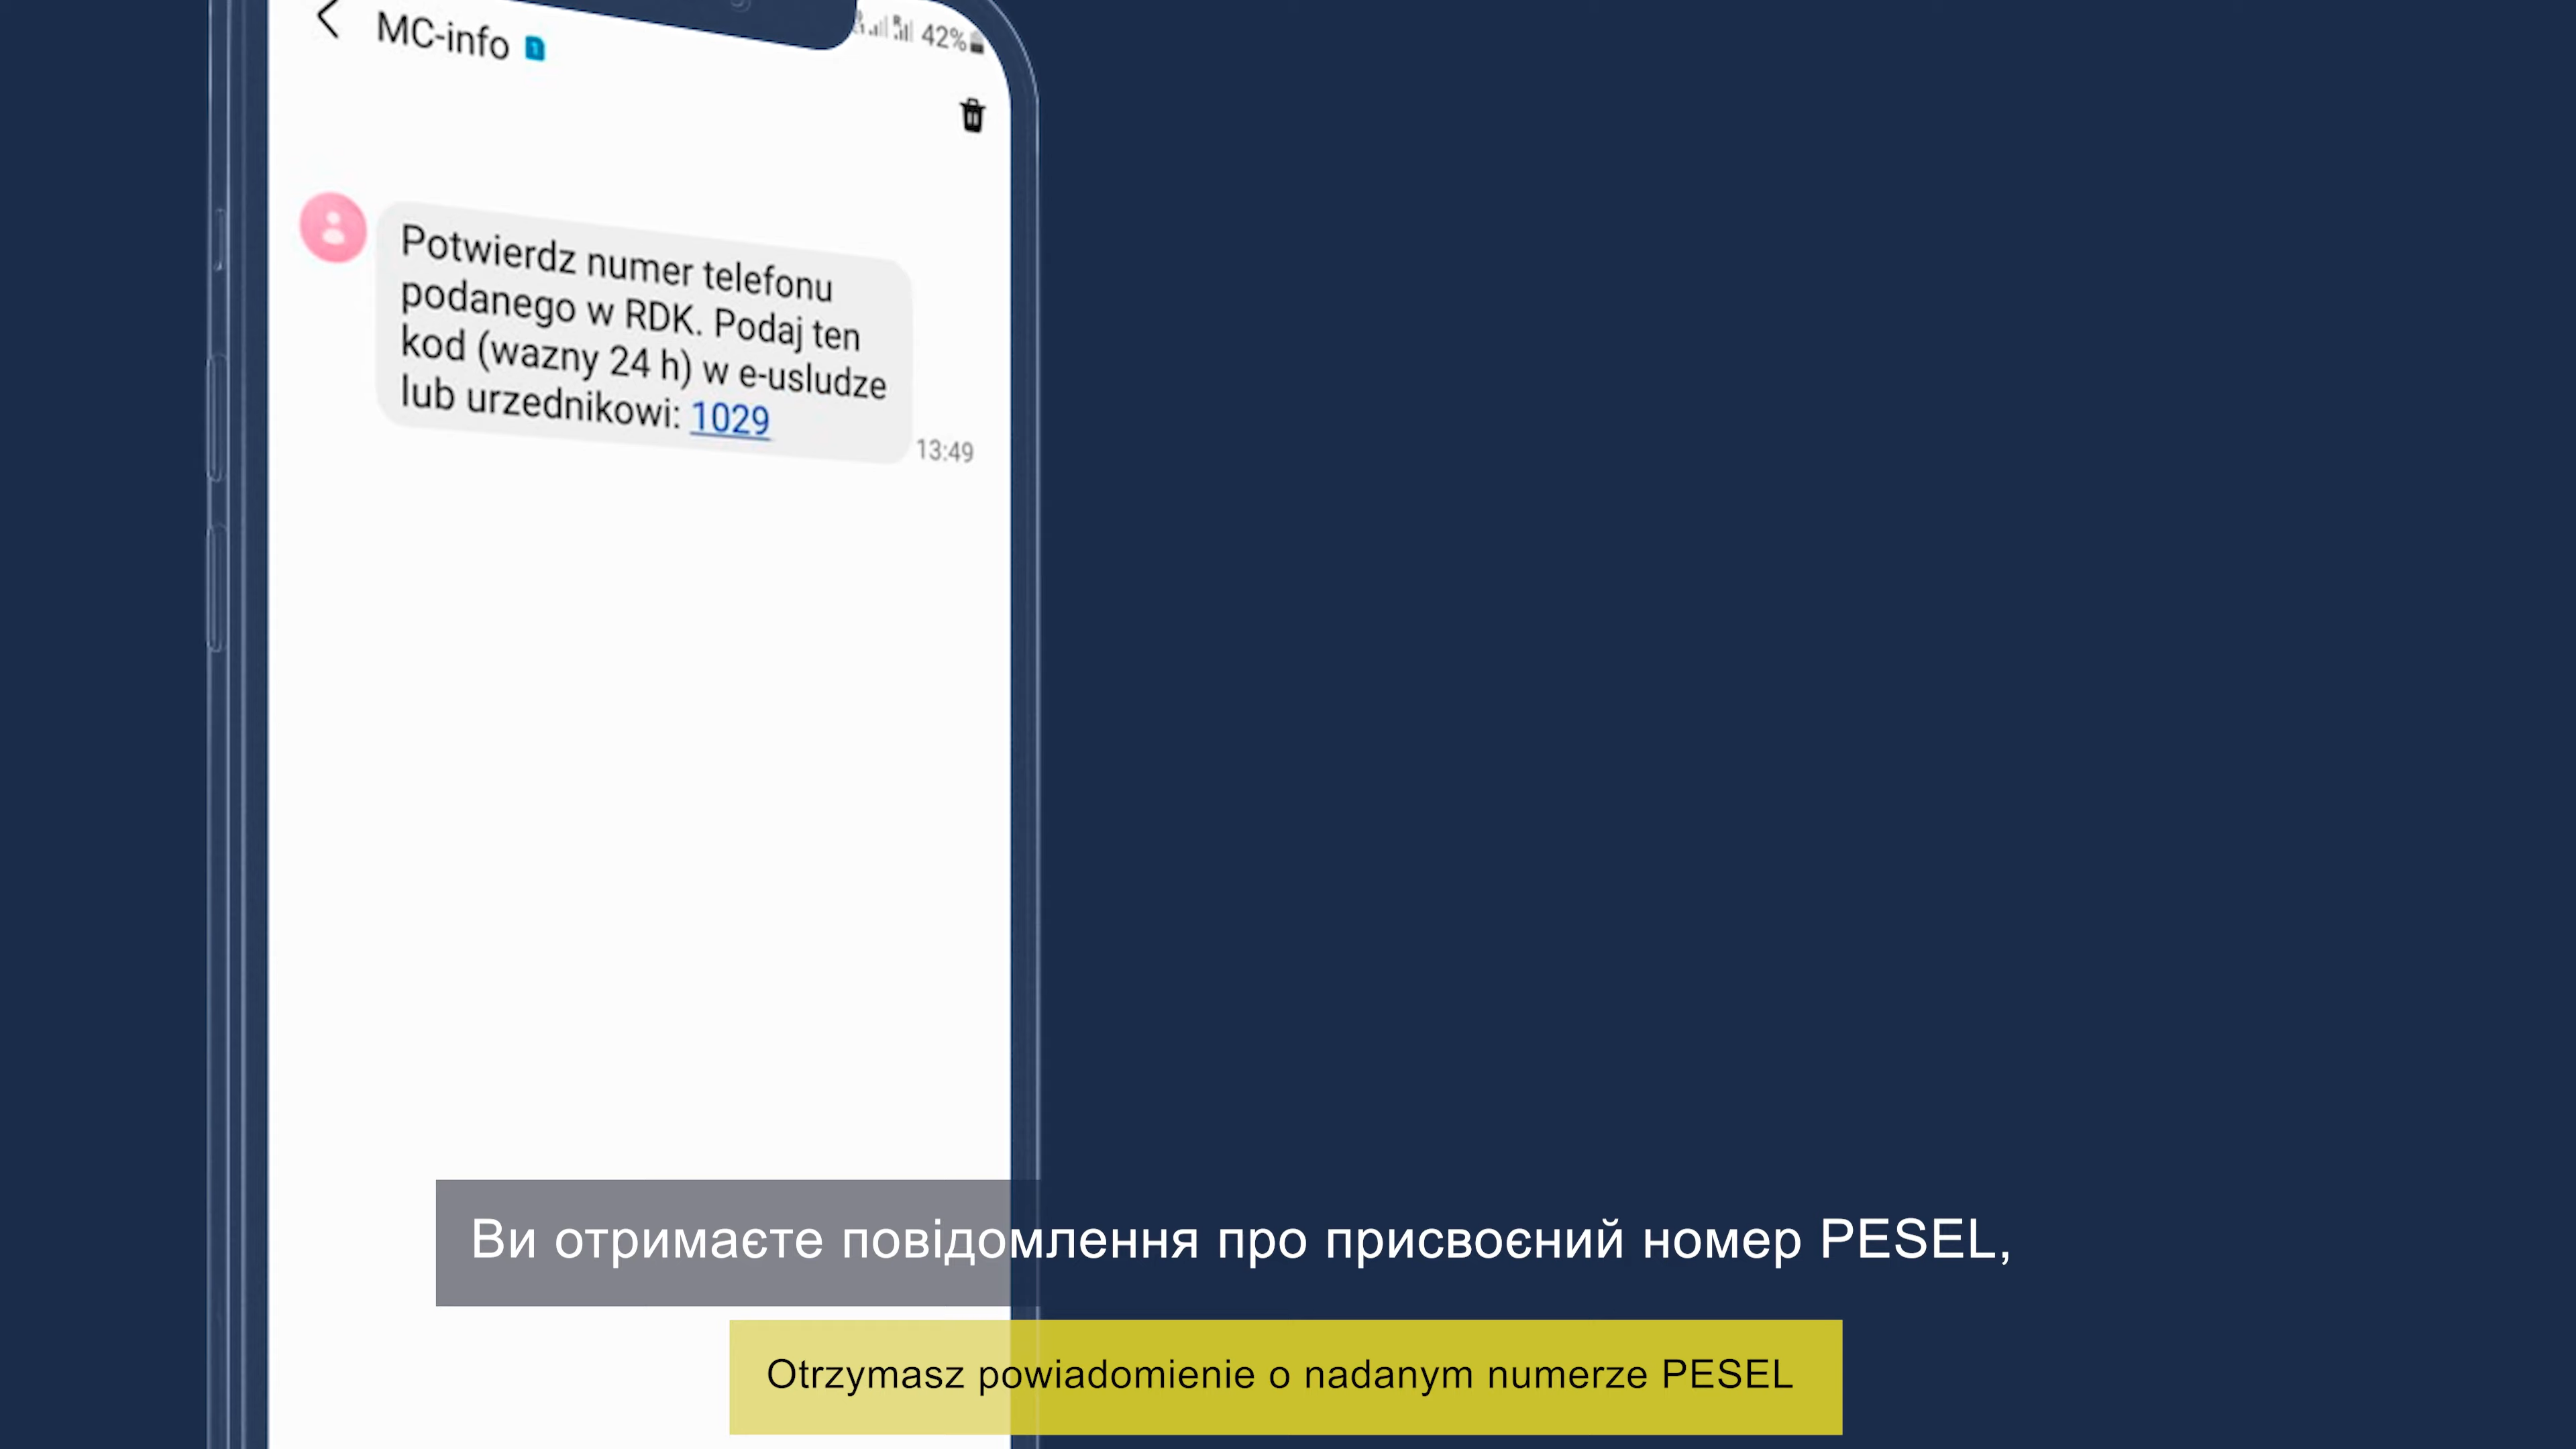 MC-info 1
42%
Potwierdz numer telefonu
podanego w RDK. Podaj ten
kod (wazny 24 h) w e-usludze
lub urzednikowi: 1029
13:49
Ви отримаєте повідомлення про присвоєний номер PESEL,
Otrzymasz powiadomienie o nadanym numerze PESEL